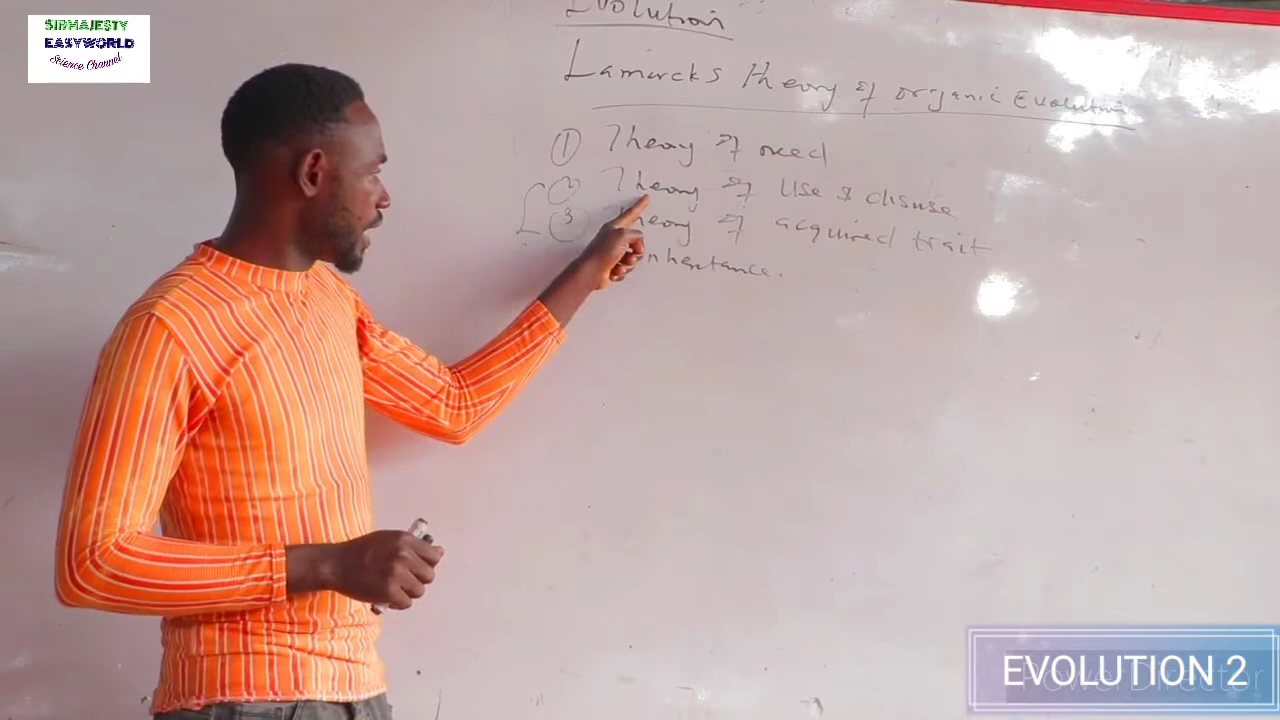 SIRMAJESTY
EASYWORLD
Science Channel
Evolution
Lamarcks Theory of organic Evolution
① Theory of need
② Theory of Use & disuse
③ Theory of acquired trait
inheritance.
EVOLUTION 2
PowerDirector